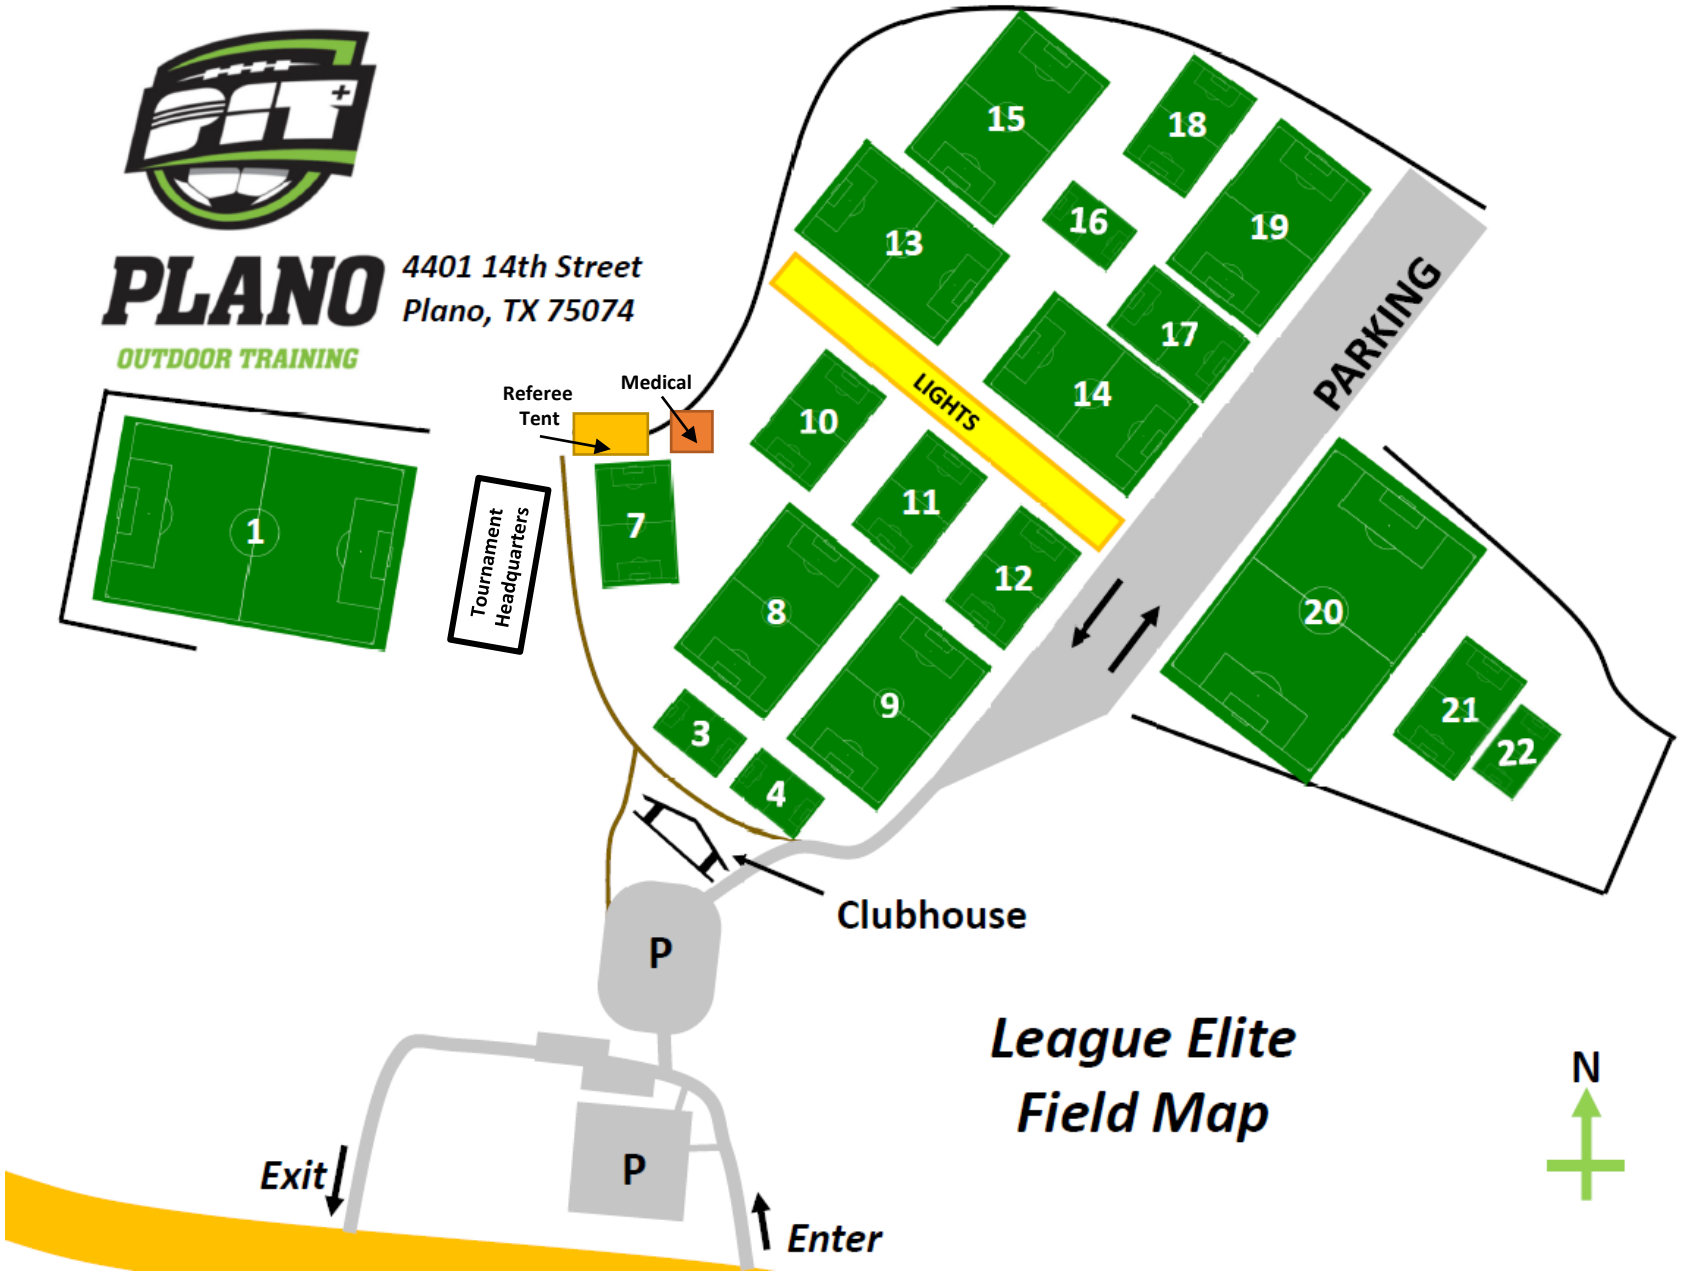 PIT+
PLANO
OUTDOOR TRAINING
4401 14th Street
Plano, TX 75074
Referee
Tent
Medical
Tournament
Headquarters
LIGHTS
PARKING
15
18
16
19
13
17
14
10
11
12
1
7
8
9
20
21
22
3
4
Clubhouse
P
P
League Elite
Field Map
N
Exit
Enter